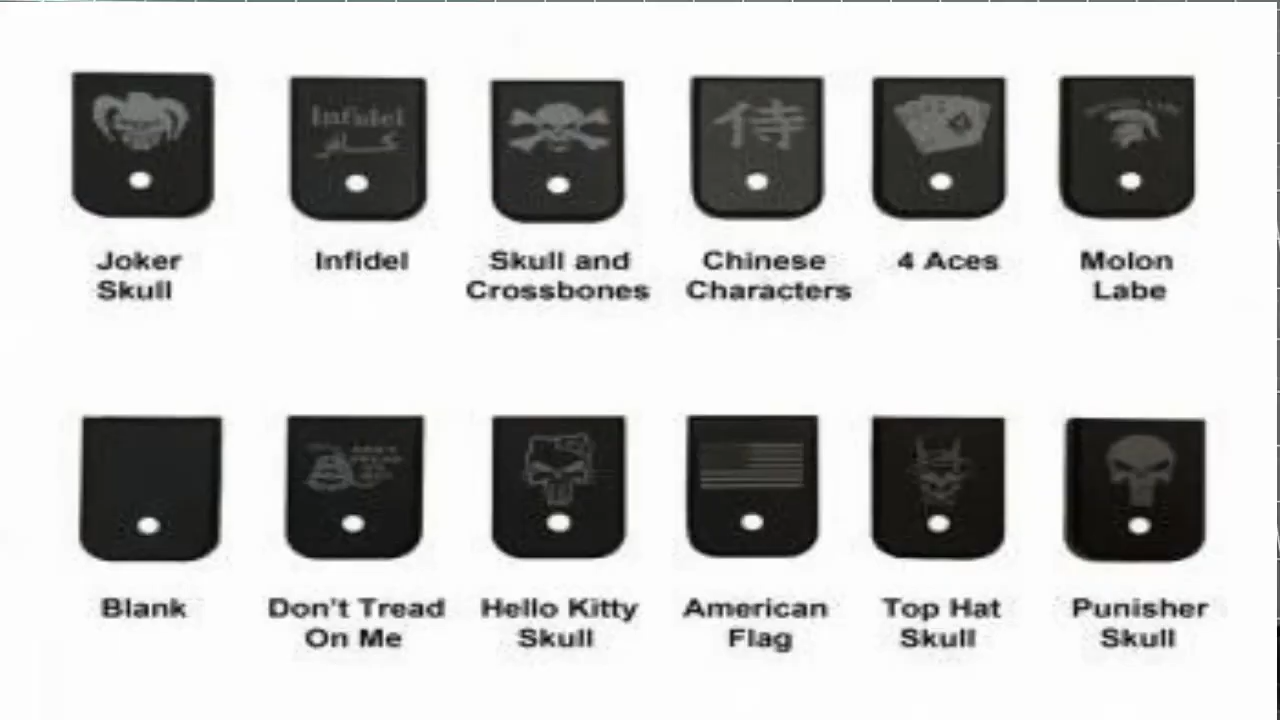 Infidel
كافر
侍
Joker
Skull
Infidel
Skull and
Crossbones
Chinese
Characters
4 Aces
Molon
Labe
Blank
Don't Tread
On Me
Hello Kitty
Skull
American
Flag
Top Hat
Skull
Punisher
Skull